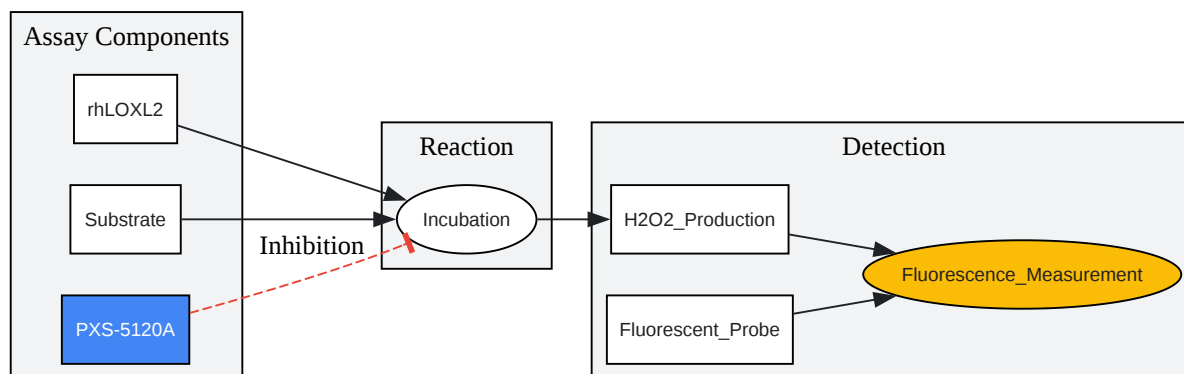 Assay Components
rhLOXL2
Substrate
PXS-5120A
Inhibition
Reaction
Incubation
Detection
H2O2_Production
Fluorescent_Probe
Fluorescence_Measurement